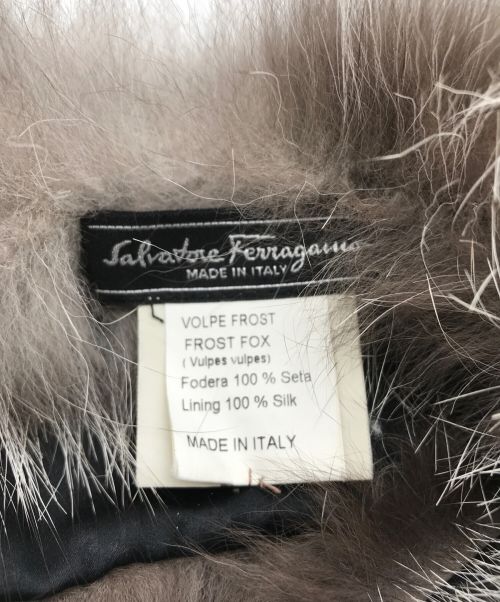 Salvatore Ferragamo
MADE IN ITALY
VOLPE FROST
FROST FOX
( Vulpes vulpes)
Fodera 100 % Seta
Lining 100 % Silk
MADE IN ITALY